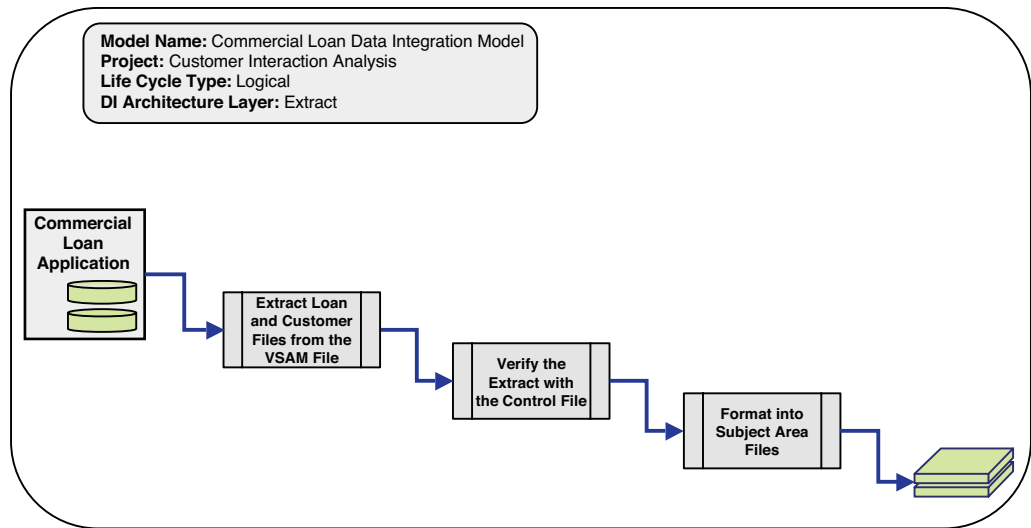 Model Name: Commercial Loan Data Integration Model
Project: Customer Interaction Analysis
Life Cycle Type: Logical
DI Architecture Layer: Extract
Commercial
Loan
Application
Extract Loan
and Customer
Files from the
VSAM File
Verify the
Extract with
the Control File
Format into
Subject Area
Files